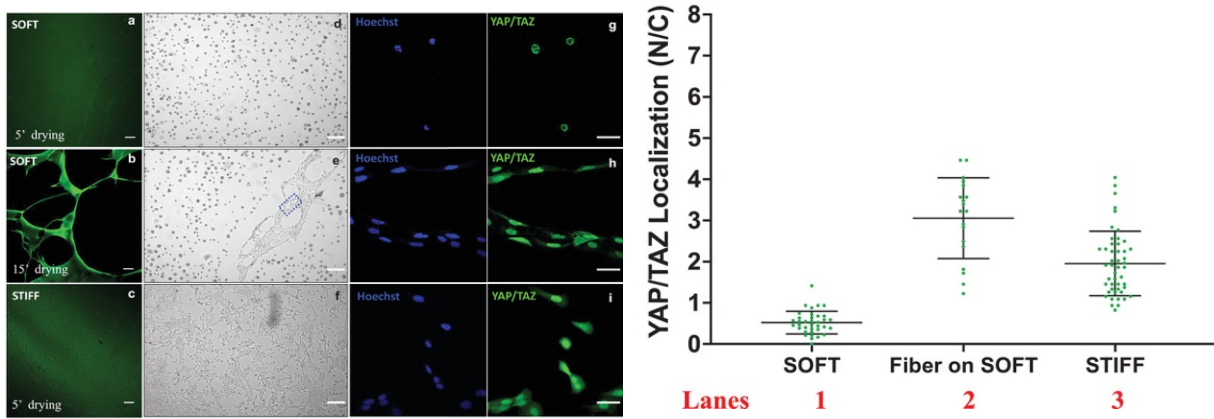 SOFT a d Hoechst YAP/TAZ g
5’ drying
SOFT b e Hoechst YAP/TAZ h
15’ drying
STIFF c f Hoechst YAP/TAZ i
5’ drying
YAP/TAZ Localization (N/C)
8
7
6
5
4
3
2
1
0
SOFT Fiber on SOFT STIFF
Lanes 1 2 3